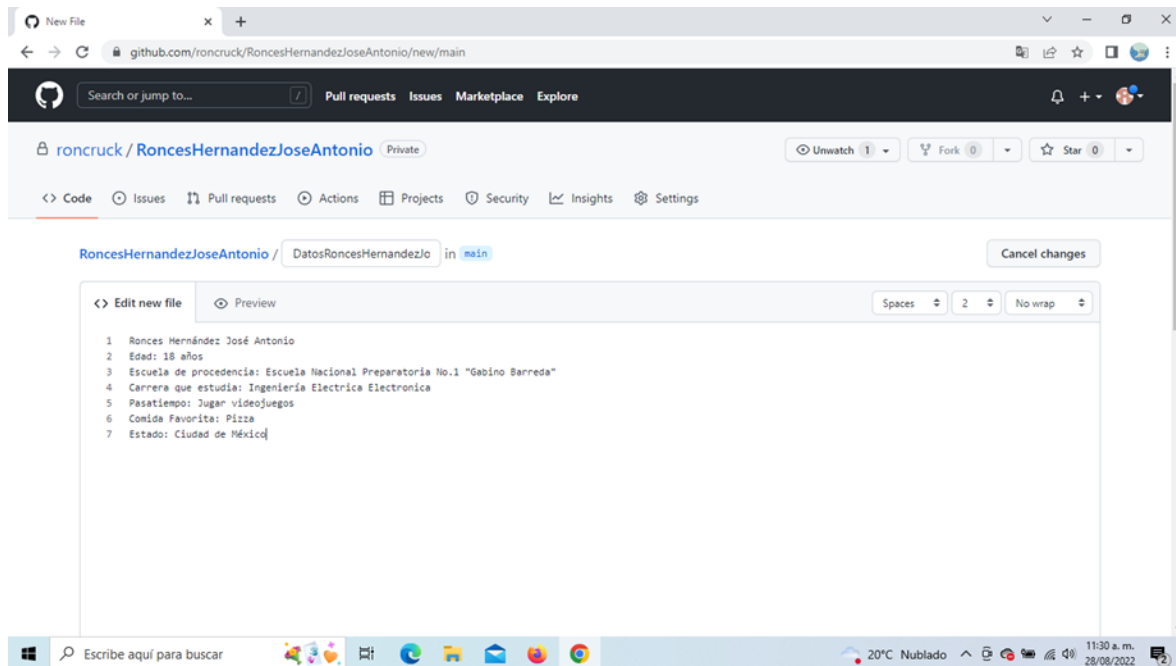 New File
github.com/roncruck/RoncesHernandezJoseAntonio/new/main
Search or jump to... / Pull requests Issues Marketplace Explore
roncruck / RoncesHernandezJoseAntonio Private Unwatch 1 Fork 0 Star 0
<> Code Issues Pull requests Actions Projects Security Insights Settings
RoncesHernandezJoseAntonio / DatosRoncesHernandezJo in main Cancel changes
<> Edit new file Preview Spaces 2 No wrap
1 Ronces Hernández José Antonio
2 Edad: 18 años
3 Escuela de procedencia: Escuela Nacional Preparatoria No.1 "Gabino Barreda"
4 Carrera que estudia: Ingeniería Electrica Electronica
5 Pasatiempo: Jugar videojuegos
6 Comida Favorita: Pizza
7 Estado: Ciudad de México
Escribe aquí para buscar 20°C Nublado 11:30 a. m.
28/08/2022